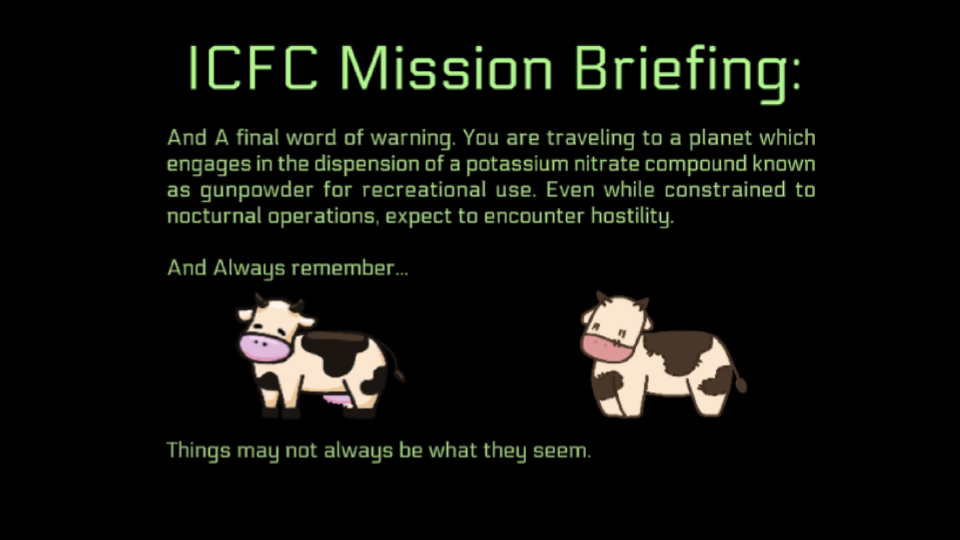 ICFC Mission Briefing:
And A final word of warning. You are traveling to a planet which
engages in the dispension of a potassium nitrate compound known
as gunpowder for recreational use. Even while constrained to
nocturnal operations, expect to encounter hostility.
And Always remember...
Things may not always be what they seem.